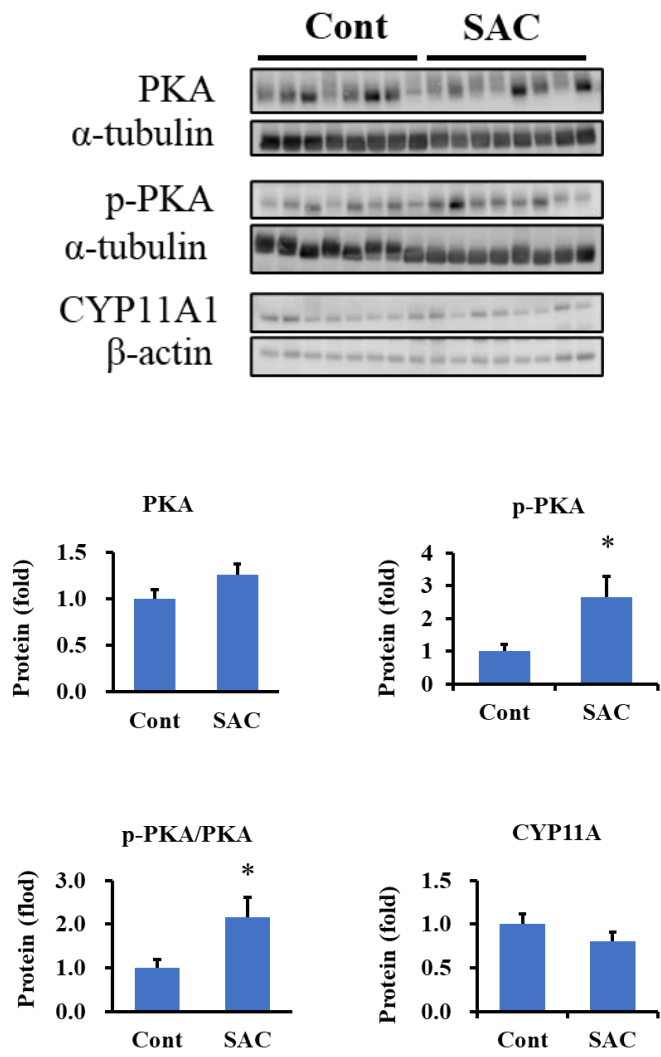 Cont SAC
PKA
α-tubulin
p-PKA
α-tubulin
CYP11A1
β-actin
PKA
Protein (fold)
1.5
1.0
0.5
0.0
Cont SAC
p-PKA
Protein (fold)
4
3
2
1
0
*
Cont SAC
p-PKA/PKA
Protein (flod)
3.0
2.0
1.0
0.0
*
Cont SAC
CYP11A
Protein (fold)
1.5
1.0
0.5
0.0
Cont SAC